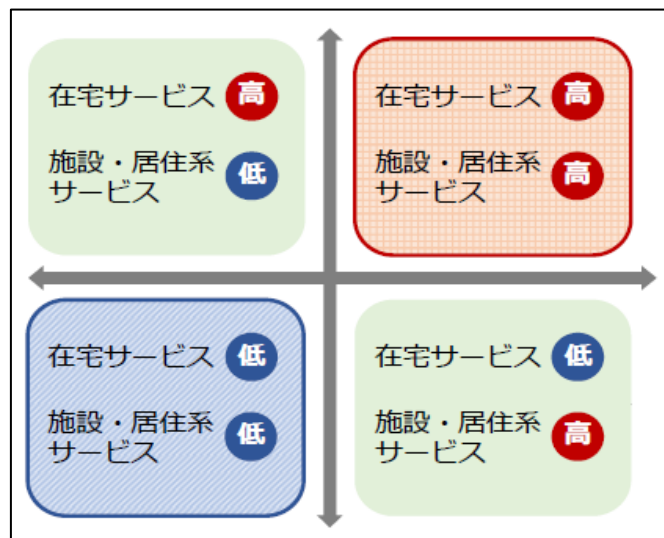 在宅サービス 高
施設・居住系
サービス 低
在宅サービス 高
施設・居住系
サービス 高
在宅サービス 低
施設・居住系
サービス 低
在宅サービス 低
施設・居住系
サービス 高